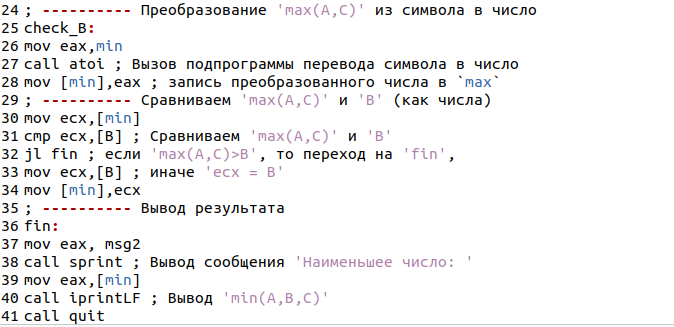 24 ; ---------- Преобразование 'max(A,C)' из символа в число
25 check_B:
26 mov eax,min
27 call atoi ; Вызов подпрограммы перевода символа в число
28 mov [min],eax ; запись преобразованного числа в `max`
29 ; ---------- Сравниваем 'max(A,C)' и 'B' (как числа)
30 mov ecx,[min]
31 cmp ecx,[B] ; Сравниваем 'max(A,C)' и 'B'
32 jl fin ; если 'max(A,C)>B', то переход на 'fin',
33 mov ecx,[B] ; иначе 'ecx = B'
34 mov [min],ecx
35 ; ---------- Вывод результата
36 fin:
37 mov eax, msg2
38 call sprint ; Вывод сообщения 'Наименьшее число: '
39 mov eax,[min]
40 call iprintLF ; Вывод 'min(A,B,C)'
41 call quit